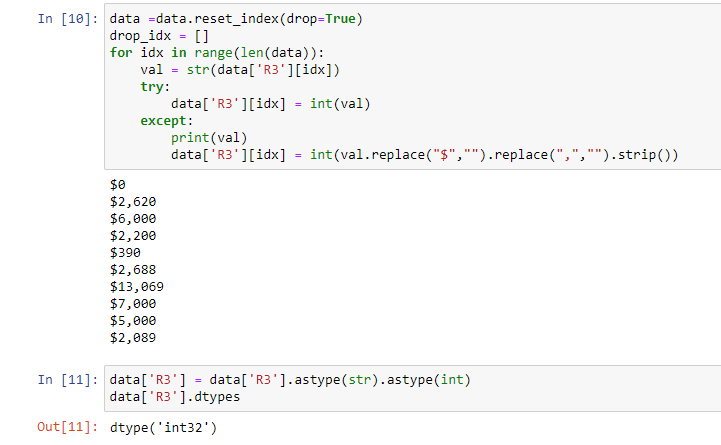 In [10]: data =data.reset_index(drop=True)
drop_idx = []
for idx in range(len(data)):
    val = str(data['R3'][idx])
    try:
        data['R3'][idx] = int(val)
    except:
        print(val)
        data['R3'][idx] = int(val.replace("$","").replace(",","").strip())
$0
$2,620
$6,000
$2,200
$390
$2,688
$13,069
$7,000
$5,000
$2,089
In [11]: data['R3'] = data['R3'].astype(str).astype(int)
data['R3'].dtypes
Out[11]: dtype('int32')